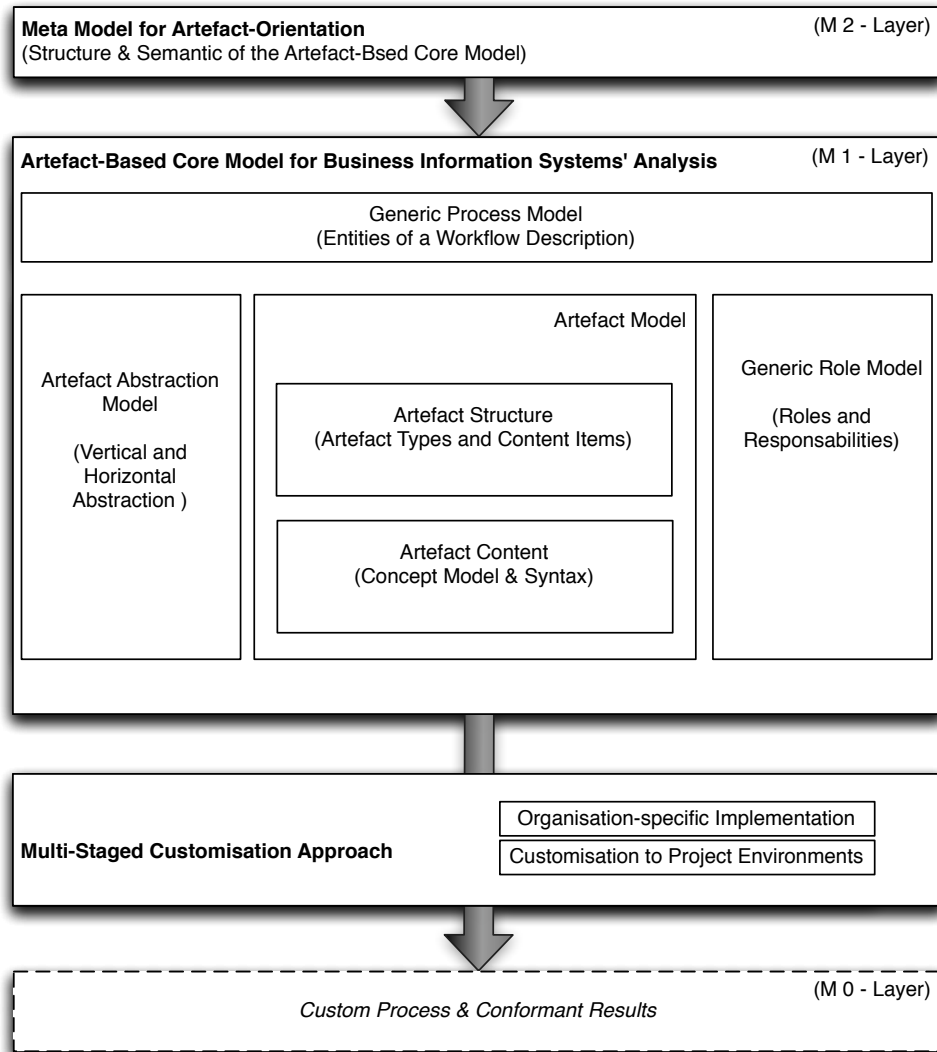 Meta Model for Artefact-Orientation
(M 2 - Layer)
(Structure & Semantic of the Artefact-Bsed Core Model)
Artefact-Based Core Model for Business Information Systems' Analysis
(M 1 - Layer)
Generic Process Model
(Entities of a Workflow Description)
Artefact Abstraction
Model
(Vertical and
Horizontal
Abstraction )
Artefact Model
Artefact Structure
(Artefact Types and Content Items)
Artefact Content
(Concept Model & Syntax)
Generic Role Model
(Roles and
Responsabilities)
Multi-Staged Customisation Approach
Organisation-specific Implementation
Customisation to Project Environments
(M 0 - Layer)
Custom Process & Conformant Results